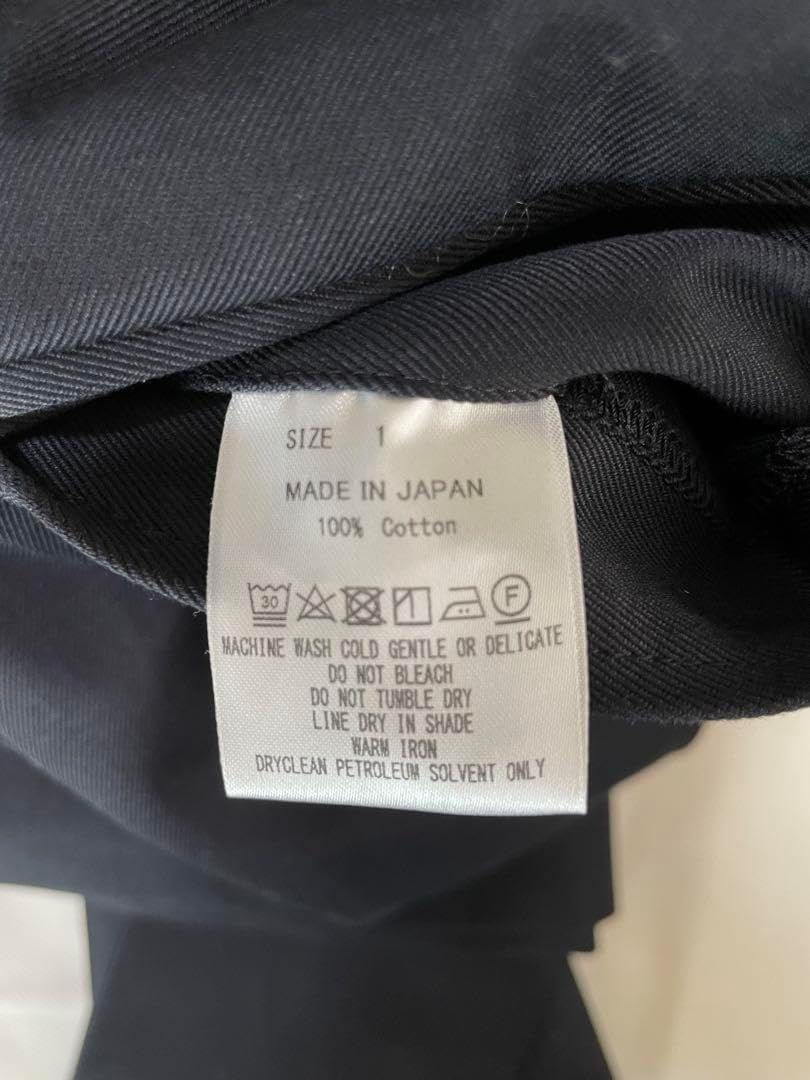 SIZE 1
MADE IN JAPAN
100% Cotton
30 F
MACHINE WASH COLD GENTLE OR DELICATE
DO NOT BLEACH
DO NOT TUMBLE DRY
LINE DRY IN SHADE
WARM IRON
DRYCLEAN PETROLEUM SOLVENT ONLY